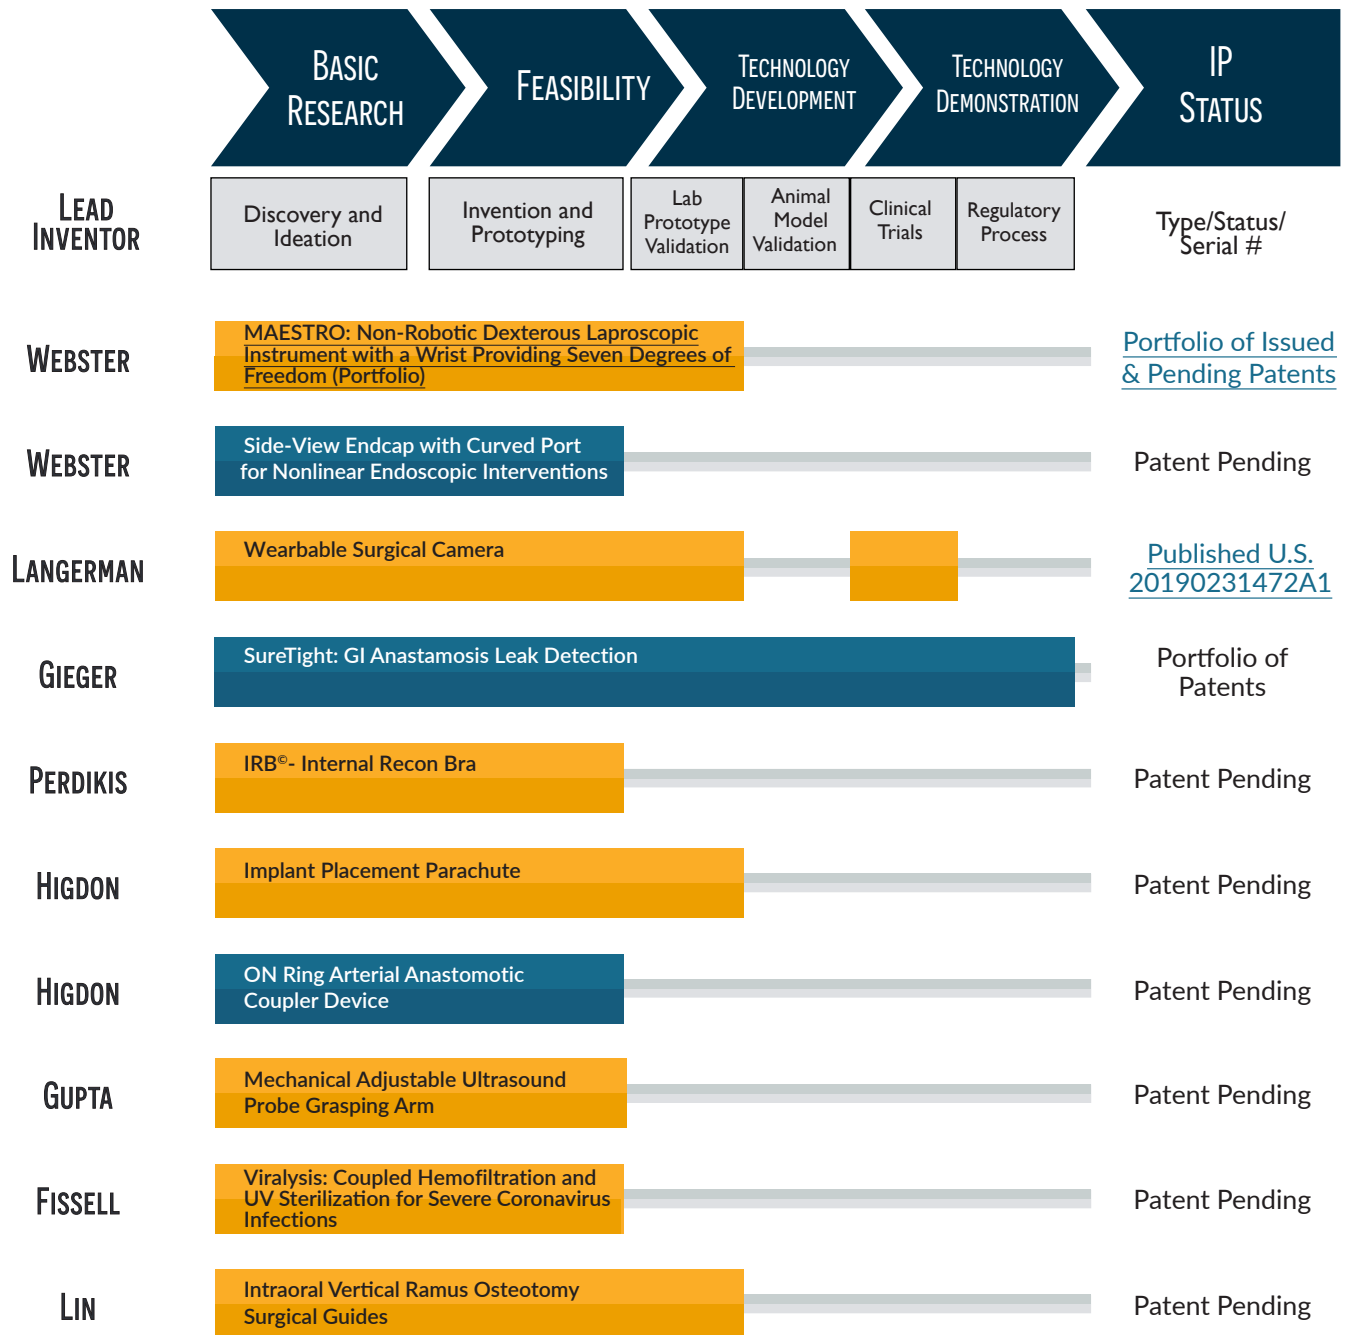 BASIC
RESEARCH
FEASIBILITY
TECHNOLOGY
DEVELOPMENT
TECHNOLOGY
DEMONSTRATION
IP
STATUS
LEAD
INVENTOR
Discovery and
Ideation
Invention and
Prototyping
Lab
Prototype
Validation
Animal
Model
Validation
Clinical
Trials
Regulatory
Process
Type/Status/
Serial #
WEBSTER
MAESTRO: Non-Robotic Dexterous Laproscopic
Instrument with a Wrist Providing Seven Degrees of
Freedom (Portfolio)
Portfolio of Issued
& Pending Patents
WEBSTER
Side-View Endcap with Curved Port
for Nonlinear Endoscopic Interventions
Patent Pending
LANGERMAN
Wearbable Surgical Camera
Published U.S.
20190231472A1
GIEGER
SureTight: GI Anastamosis Leak Detection
Portfolio of
Patents
PERDIKIS
IRB©- Internal Recon Bra
Patent Pending
HIGDON
Implant Placement Parachute
Patent Pending
HIGDON
ON Ring Arterial Anastomotic
Coupler Device
Patent Pending
GUPTA
Mechanical Adjustable Ultrasound
Probe Grasping Arm
Patent Pending
FISSELL
Viralysis: Coupled Hemofiltration and
UV Sterilization for Severe Coronavirus
Infections
Patent Pending
LIN
Intraoral Vertical Ramus Osteotomy
Surgical Guides
Patent Pending